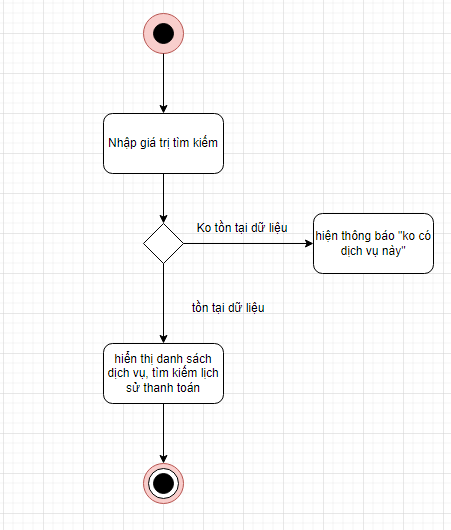 Nhập giá trị tìm kiếm
Ko tồn tại dữ liệu
hiện thông báo "ko có
dịch vụ này"
tồn tại dữ liệu
hiển thị danh sách
dịch vụ, tìm kiếm lịch
sử thanh toán